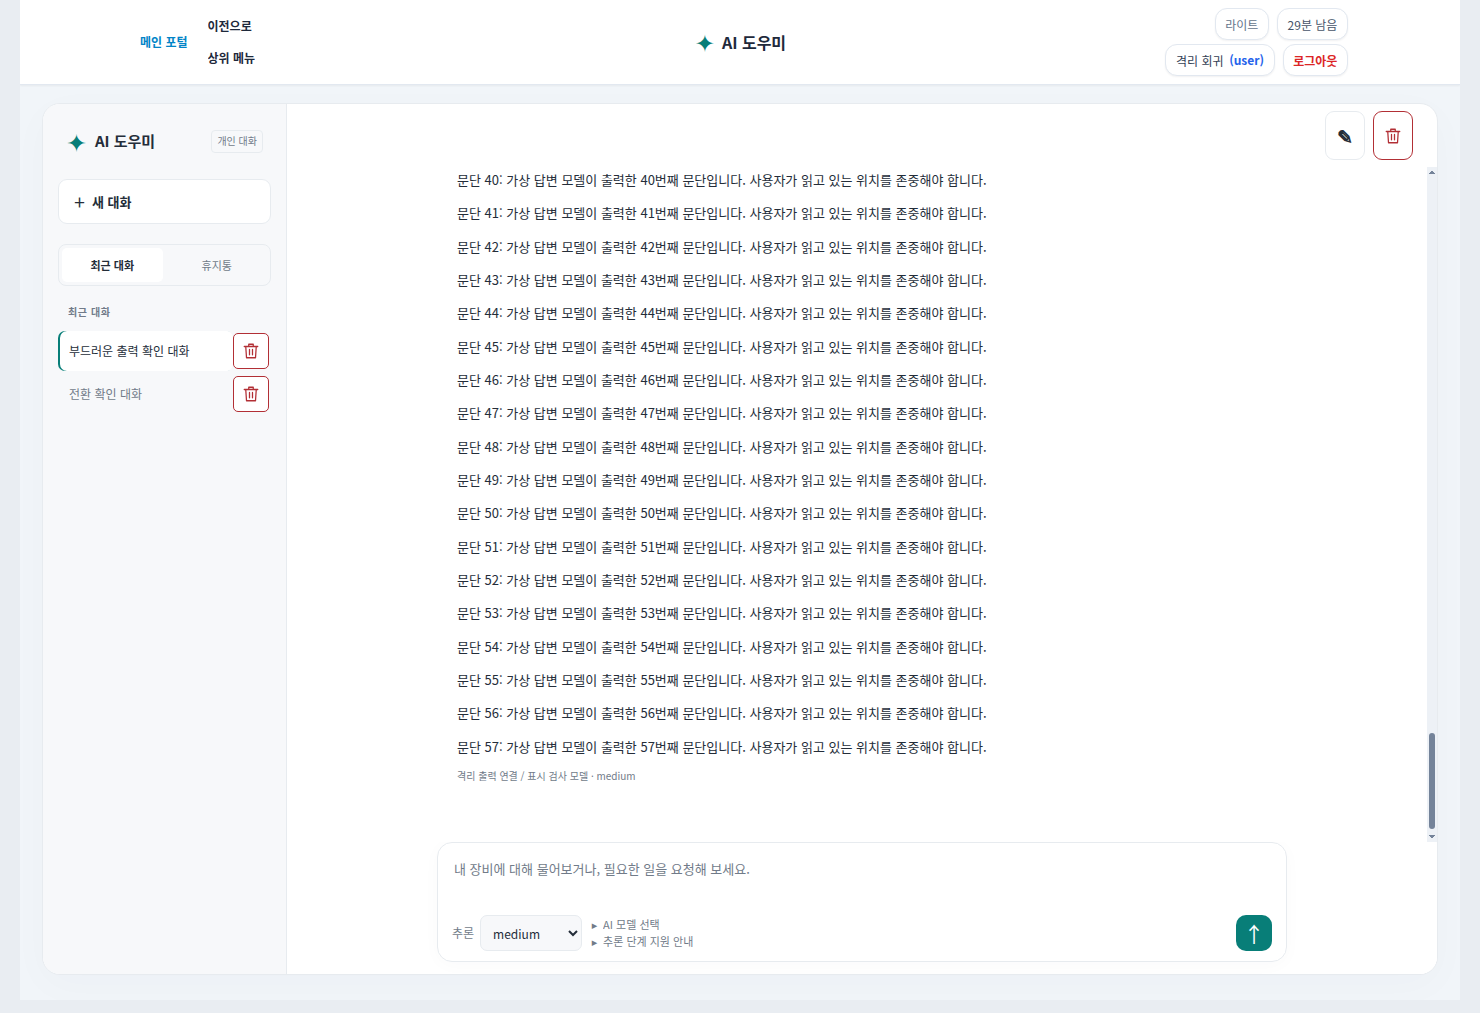 메인 포털
이전으로
상위 메뉴
AI 도우미
라이트
29분 남음
격리 회귀 (user)
로그아웃
AI 도우미
개인 대화
+ 새 대화
최근 대화
휴지통
최근 대화
부드러운 출력 확인 대화
전환 확인 대화
문단 40: 가상 답변 모델이 출력한 40번째 문단입니다. 사용자가 읽고 있는 위치를 존중해야 합니다.
문단 41: 가상 답변 모델이 출력한 41번째 문단입니다. 사용자가 읽고 있는 위치를 존중해야 합니다.
문단 42: 가상 답변 모델이 출력한 42번째 문단입니다. 사용자가 읽고 있는 위치를 존중해야 합니다.
문단 43: 가상 답변 모델이 출력한 43번째 문단입니다. 사용자가 읽고 있는 위치를 존중해야 합니다.
문단 44: 가상 답변 모델이 출력한 44번째 문단입니다. 사용자가 읽고 있는 위치를 존중해야 합니다.
문단 45: 가상 답변 모델이 출력한 45번째 문단입니다. 사용자가 읽고 있는 위치를 존중해야 합니다.
문단 46: 가상 답변 모델이 출력한 46번째 문단입니다. 사용자가 읽고 있는 위치를 존중해야 합니다.
문단 47: 가상 답변 모델이 출력한 47번째 문단입니다. 사용자가 읽고 있는 위치를 존중해야 합니다.
문단 48: 가상 답변 모델이 출력한 48번째 문단입니다. 사용자가 읽고 있는 위치를 존중해야 합니다.
문단 49: 가상 답변 모델이 출력한 49번째 문단입니다. 사용자가 읽고 있는 위치를 존중해야 합니다.
문단 50: 가상 답변 모델이 출력한 50번째 문단입니다. 사용자가 읽고 있는 위치를 존중해야 합니다.
문단 51: 가상 답변 모델이 출력한 51번째 문단입니다. 사용자가 읽고 있는 위치를 존중해야 합니다.
문단 52: 가상 답변 모델이 출력한 52번째 문단입니다. 사용자가 읽고 있는 위치를 존중해야 합니다.
문단 53: 가상 답변 모델이 출력한 53번째 문단입니다. 사용자가 읽고 있는 위치를 존중해야 합니다.
문단 54: 가상 답변 모델이 출력한 54번째 문단입니다. 사용자가 읽고 있는 위치를 존중해야 합니다.
문단 55: 가상 답변 모델이 출력한 55번째 문단입니다. 사용자가 읽고 있는 위치를 존중해야 합니다.
문단 56: 가상 답변 모델이 출력한 56번째 문단입니다. 사용자가 읽고 있는 위치를 존중해야 합니다.
문단 57: 가상 답변 모델이 출력한 57번째 문단입니다. 사용자가 읽고 있는 위치를 존중해야 합니다.
격리 출력 연결 / 표시 검사 모델 · medium
내 장비에 대해 물어보거나, 필요한 일을 요청해 보세요.
추론
medium
▸ AI 모델 선택
▸ 추론 단계 지원 안내